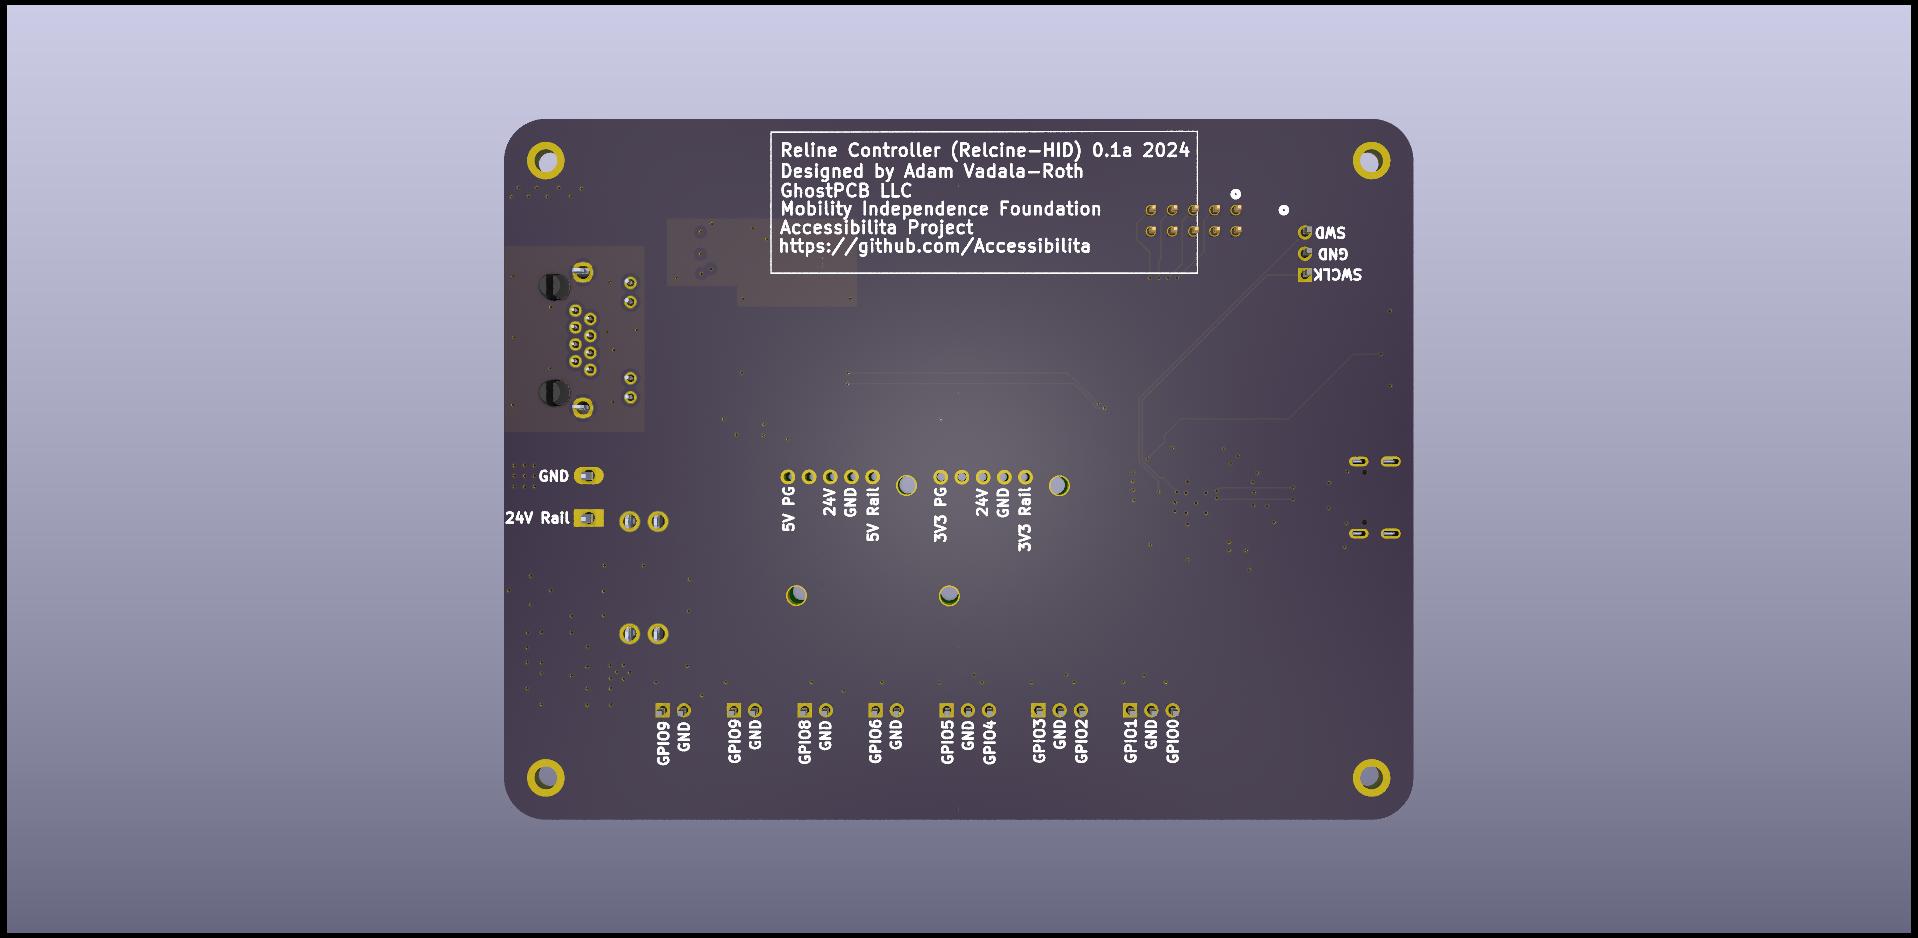 Reline Controller (Relcine-HID) 0.1a 2024
Designed by Adam Vadala-Roth
GhostPCB LLC
Mobility Independence Foundation
Accessibilita Project
https://github.com/Accessibilita
SWD
GND
SWCLK
GND
24V Rail
5V PG
24V
GND
5V Rail
3V3 PG
24V
GND
3V3 Rail
GPIO9
GND
GPIO9
GND
GPIO8
GND
GPIO6
GND
GPIO5
GND
GPIO4
GPIO3
GND
GPIO2
GPIO1
GND
GPIO0